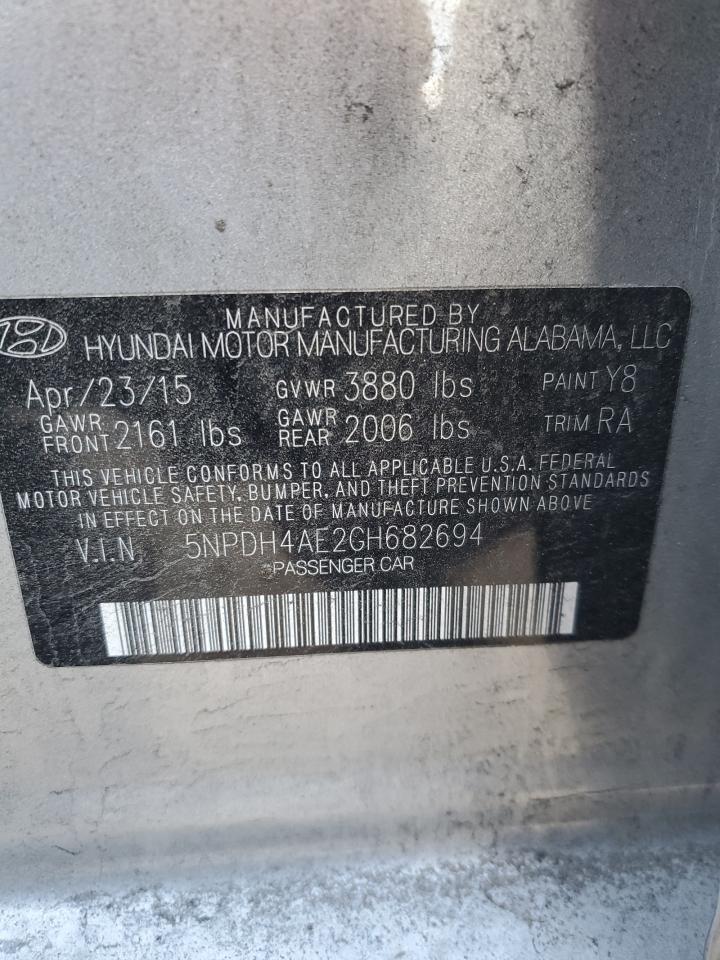 MANUFACTURED BY
HYUNDAI MOTOR MANUFACTURING ALABAMA, LLC
Apr/23/15 GVWR 3880 lbs PAINT Y8
GAWR FRONT 2161 lbs GAWR REAR 2006 lbs TRIM RA
THIS VEHICLE CONFORMS TO ALL APPLICABLE U.S.A. FEDERAL
MOTOR VEHICLE SAFETY, BUMPER, AND THEFT PREVENTION STANDARDS
IN EFFECT ON THE DATE OF MANUFACTURE SHOWN ABOVE
V.I.N. 5NPDH4AE2GH682694
PASSENGER CAR